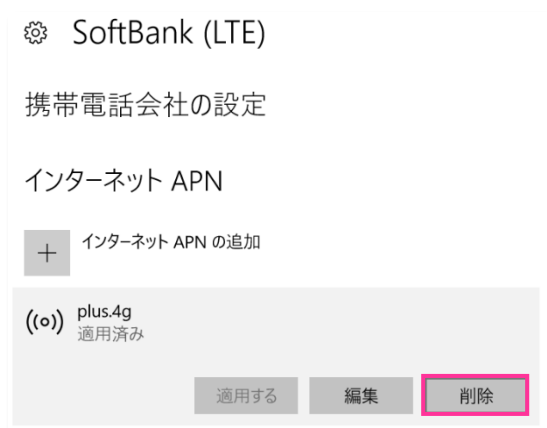 SoftBank (LTE)
携帯電話会社の設定
インターネット APN
インターネット APN の追加
plus.4g
適用済み
適用する 編集 削除